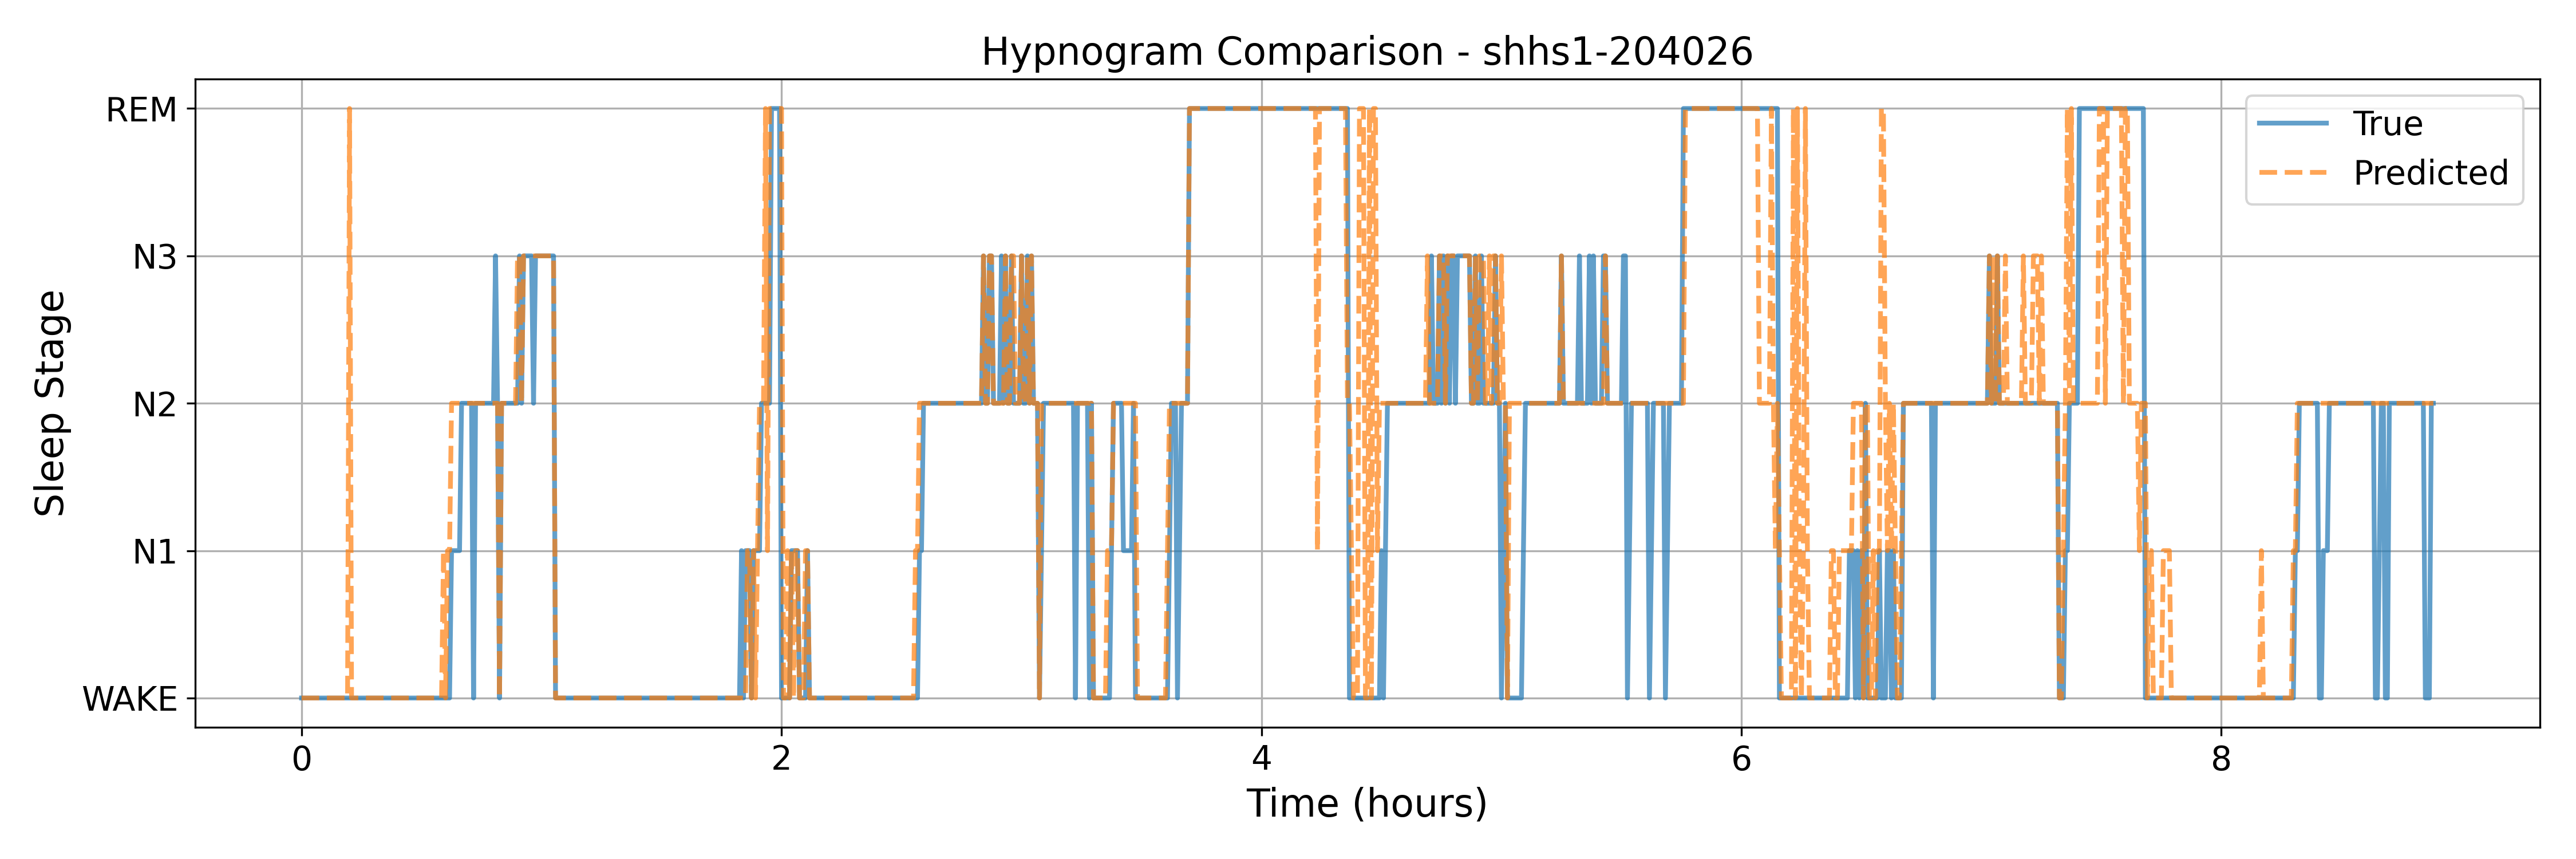 Hypnogram Comparison - shhs1-204026
REM
N3
N2
N1
WAKE
Sleep Stage
0
2
4
6
8
Time (hours)
True
Predicted